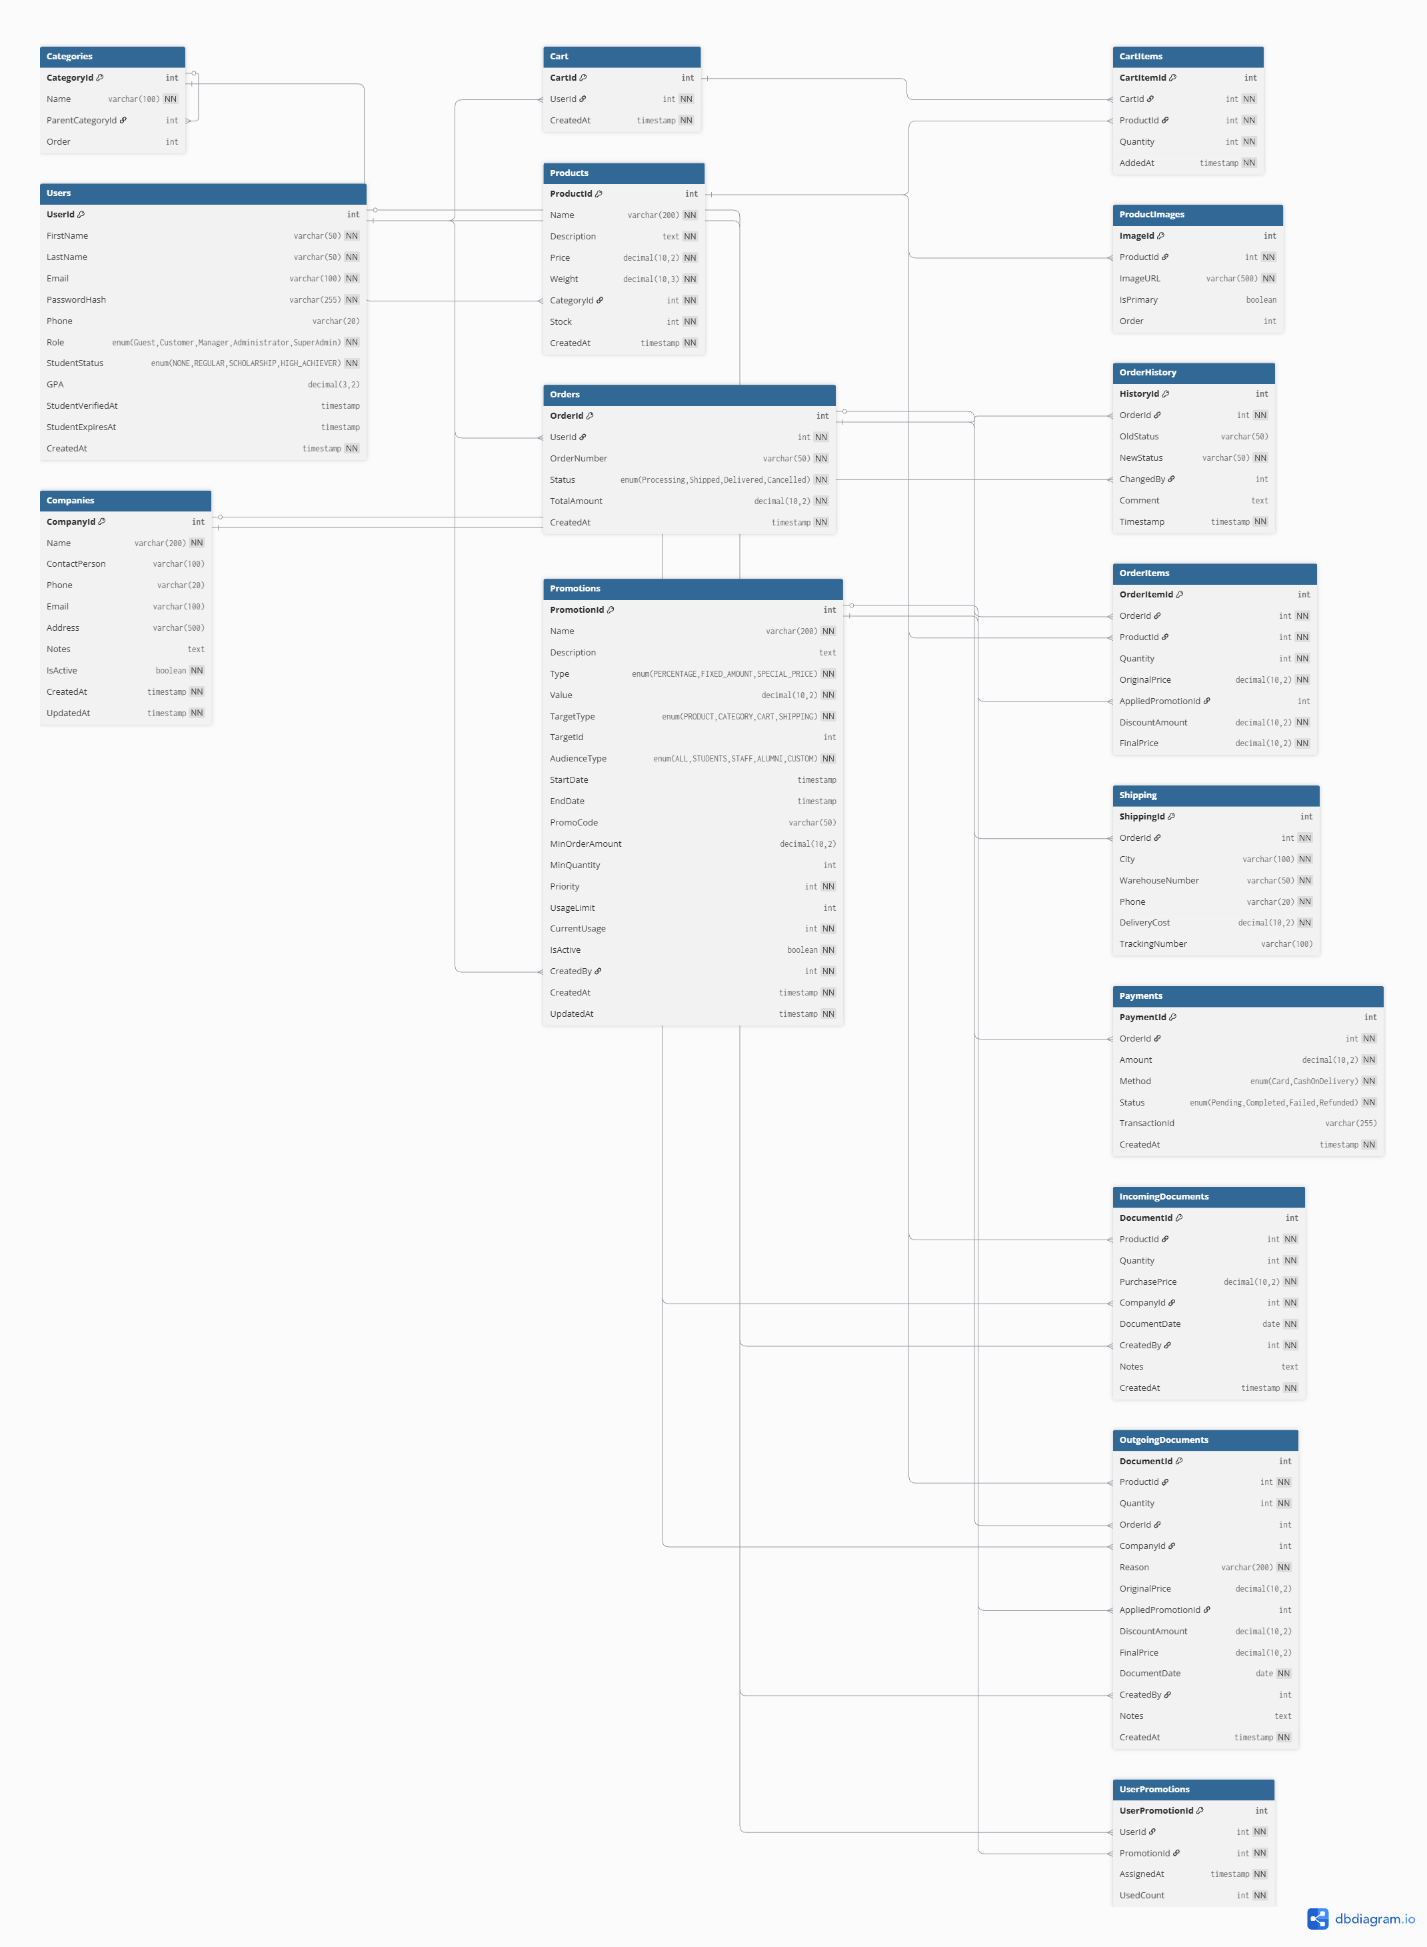 Categories
CategoryId int
Name varchar(100) NN
ParentCategoryId int
Order int
Users
UserId int
FirstName varchar(50) NN
LastName varchar(50) NN
Email varchar(100) NN
PasswordHash varchar(255) NN
Phone varchar(20)
Role enum(Guest,Customer,Manager,Administrator,SuperAdmin) NN
StudentStatus enum(NONE,REGULAR,SCHOLARSHIP,HIGH_ACHIEVER) NN
GPA decimal(3,2)
StudentVerifiedAt timestamp
StudentExpiresAt timestamp
CreatedAt timestamp NN
Companies
CompanyId int
Name varchar(200) NN
ContactPerson varchar(100)
Phone varchar(20)
Email varchar(100)
Address varchar(500)
Notes text
IsActive boolean NN
CreatedAt timestamp NN
UpdatedAt timestamp NN
Cart
CartId int
UserId int NN
CreatedAt timestamp NN
Products
ProductId int
Name varchar(200) NN
Description text NN
Price decimal(10,2) NN
Weight decimal(10,3) NN
CategoryId int NN
Stock int NN
CreatedAt timestamp NN
Orders
OrderId int
UserId int NN
OrderNumber varchar(50) NN
Status enum(Processing,Shipped,Delivered,Cancelled) NN
TotalAmount decimal(10,2) NN
CreatedAt timestamp NN
Promotions
PromotionId int
Name varchar(200) NN
Description text
Type enum(PERCENTAGE,FIXED_AMOUNT,SPECIAL_PRICE) NN
Value decimal(10,2) NN
TargetType enum(PRODUCT,CATEGORY,CART,SHIPPING) NN
TargetId int
AudienceType enum(ALL,STUDENTS,STAFF,ALUMNI,CUSTOM) NN
StartDate timestamp
EndDate timestamp
PromoCode varchar(50)
MinOrderAmount decimal(10,2)
MinQuantity int
Priority int NN
UsageLimit int
CurrentUsage int NN
IsActive boolean NN
CreatedBy int NN
CreatedAt timestamp NN
UpdatedAt timestamp NN
CartItems
CartItemId int
CartId int NN
ProductId int NN
Quantity int NN
AddedAt timestamp NN
ProductImages
ImageId int
ProductId int NN
ImageURL varchar(500) NN
IsPrimary boolean
Order int
OrderHistory
HistoryId int
OrderId int NN
OldStatus varchar(50)
NewStatus varchar(50) NN
ChangedBy int
Comment text
Timestamp timestamp NN
OrderItems
OrderItemId int
OrderId int NN
ProductId int NN
Quantity int NN
OriginalPrice decimal(10,2) NN
AppliedPromotionId int
DiscountAmount decimal(10,2) NN
FinalPrice decimal(10,2) NN
Shipping
ShippingId int
OrderId int NN
City varchar(100) NN
WarehouseNumber varchar(50) NN
Phone varchar(20) NN
DeliveryCost decimal(10,2) NN
TrackingNumber varchar(100)
Payments
PaymentId int
OrderId int NN
Amount decimal(10,2) NN
Method enum(Card,CashOnDelivery) NN
Status enum(Pending,Completed,Failed,Refunded) NN
TransactionId varchar(255)
CreatedAt timestamp NN
IncomingDocuments
DocumentId int
ProductId int NN
Quantity int NN
PurchasePrice decimal(10,2) NN
CompanyId int NN
DocumentDate date NN
CreatedBy int NN
Notes text
CreatedAt timestamp NN
OutgoingDocuments
DocumentId int
ProductId int NN
Quantity int NN
OrderId int
CompanyId int
Reason varchar(200) NN
OriginalPrice decimal(10,2)
AppliedPromotionId int
DiscountAmount decimal(10,2)
FinalPrice decimal(10,2)
DocumentDate date NN
CreatedBy int
Notes text
CreatedAt timestamp NN
UserPromotions
UserPromotionId int
UserId int NN
PromotionId int NN
AssignedAt timestamp NN
UsedCount int NN
dbdiagram.io